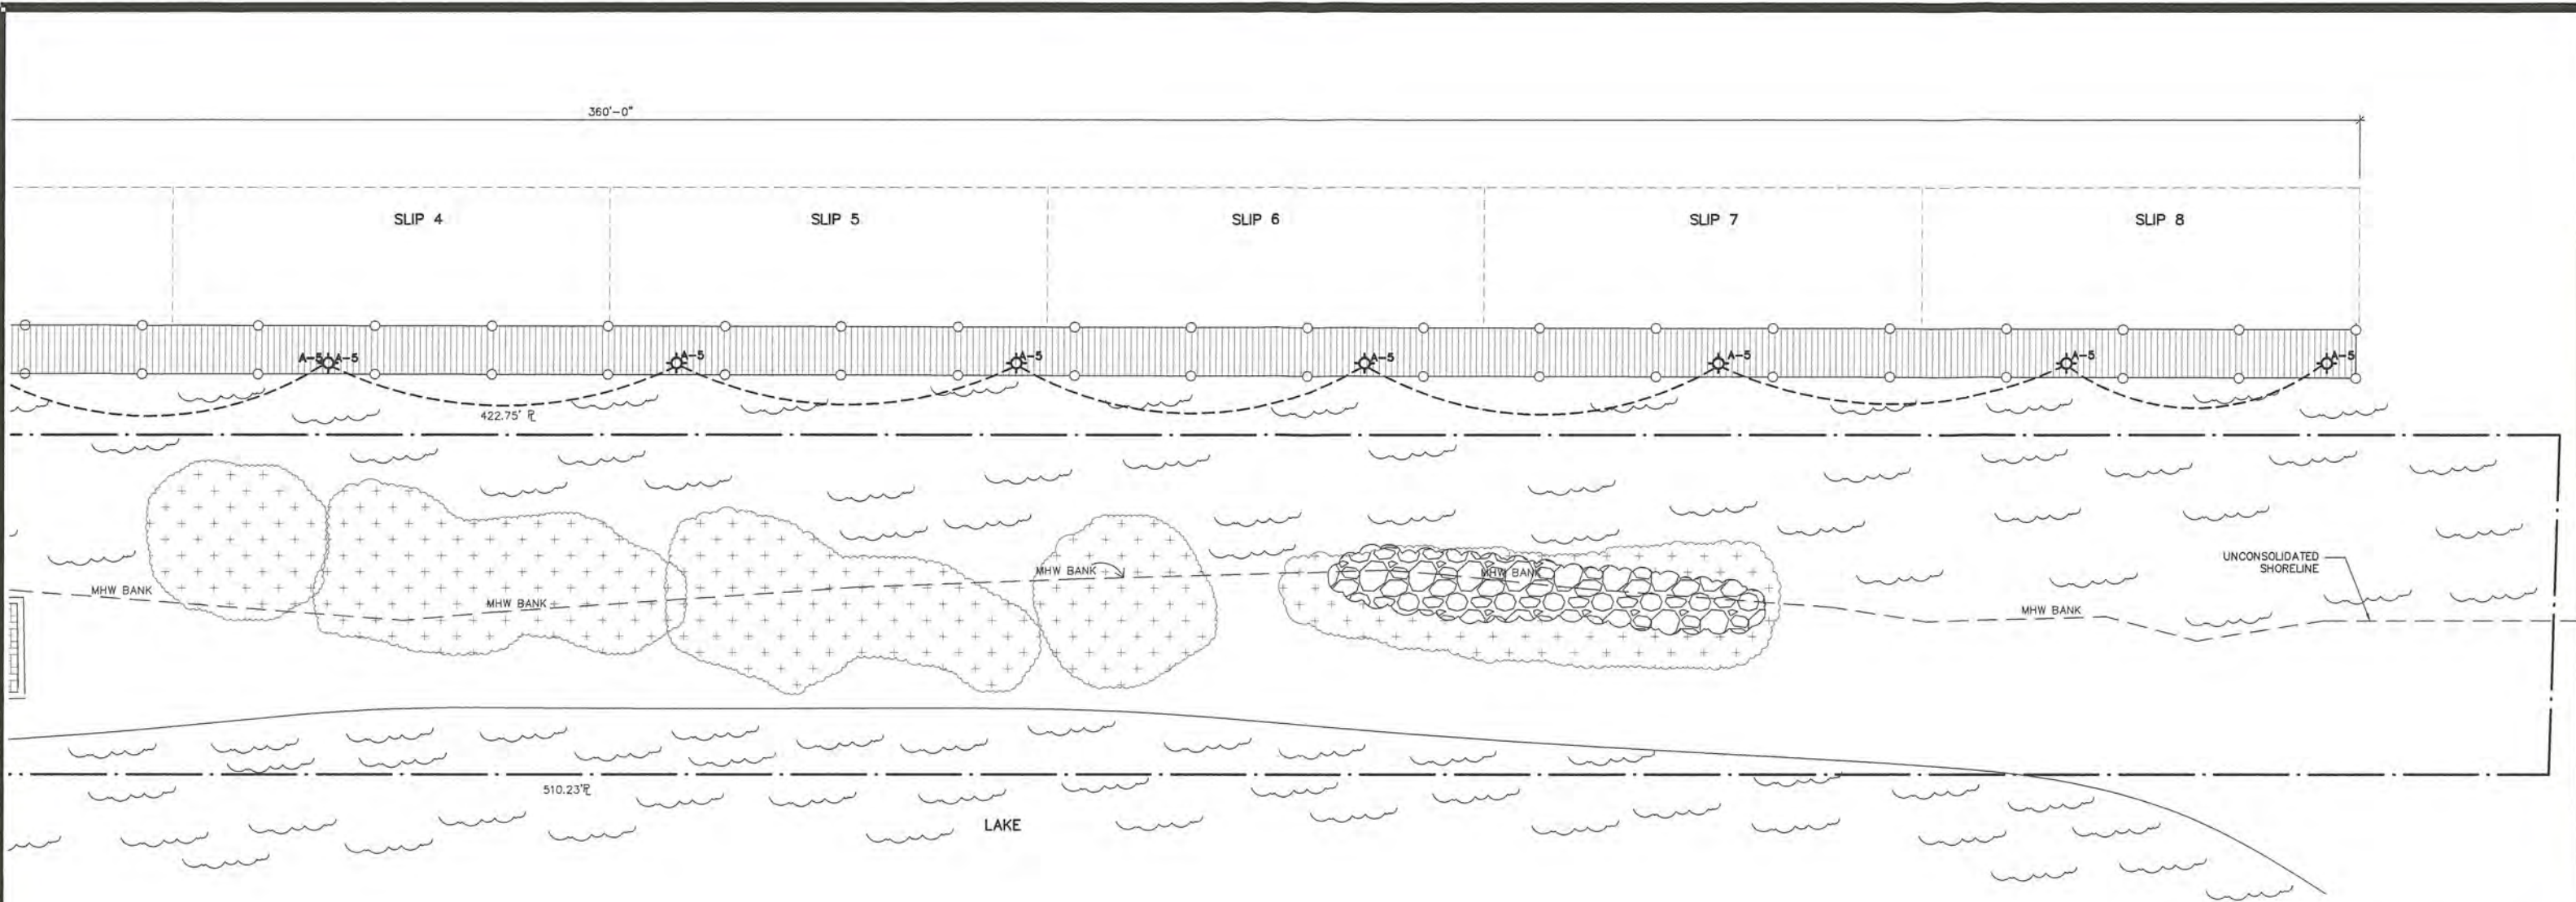 360'-0"
SLIP 4
SLIP 5
SLIP 6
SLIP 7
SLIP 8
A-5
A-5
A-5
A-5
A-5
A-5
A-5
A-5
422.75' ℄
UNCONSOLIDATED
SHORELINE
MHW BANK
MHW BANK
MHW BANK
MHW BANK
MHW BANK
510.23' ℄
LAKE